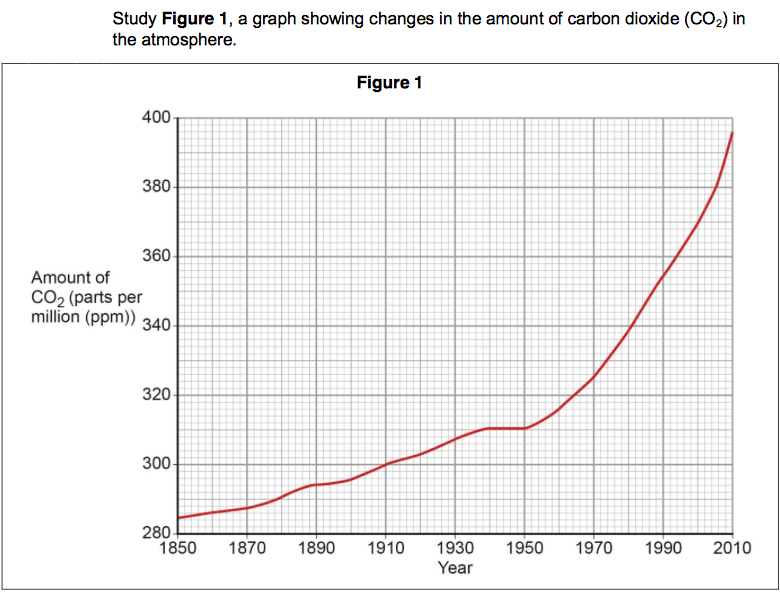 Study Figure 1, a graph showing changes in the amount of carbon dioxide (CO₂) in
the atmosphere.
Figure 1
400
380
360
Amount of
CO₂ (parts per
million (ppm))
340
320
300
280
1850 1870 1890 1910 1930 1950 1970 1990 2010
Year